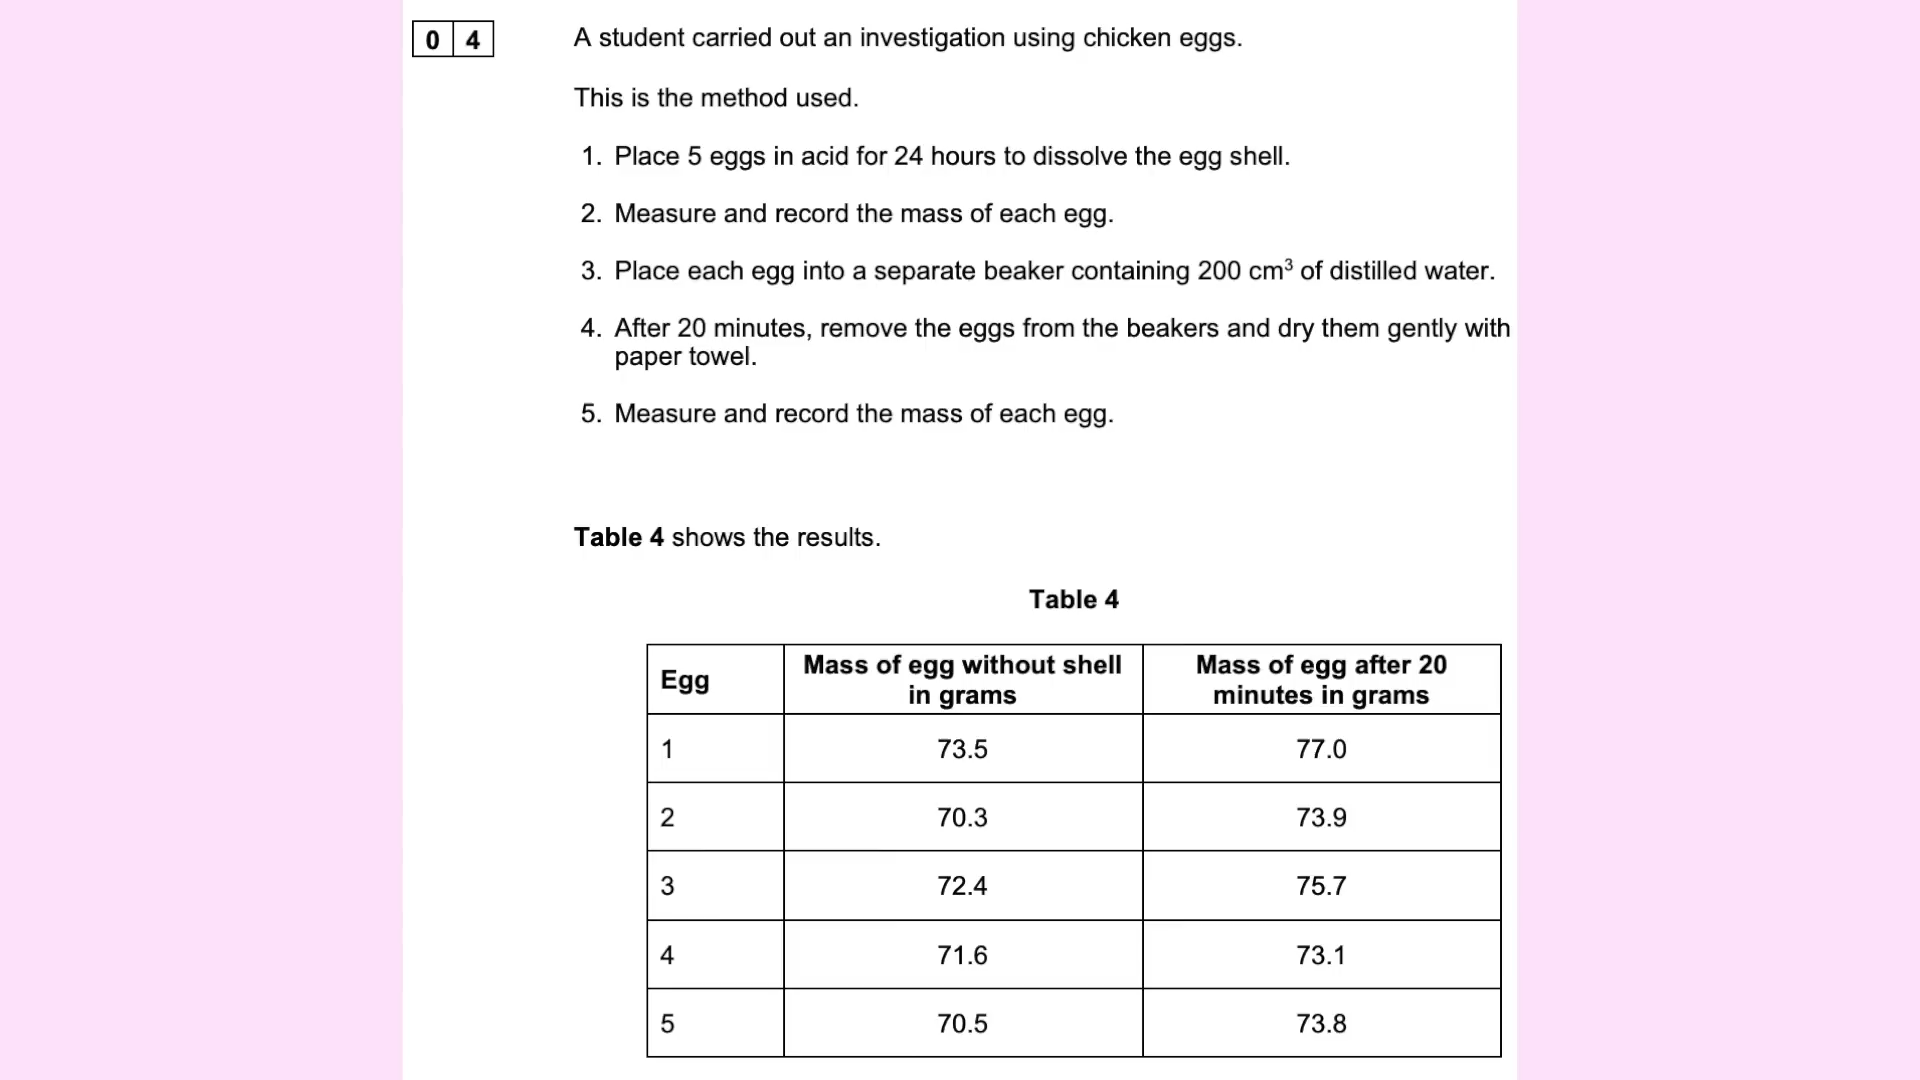 0 4 A student carried out an investigation using chicken eggs.
This is the method used.
1. Place 5 eggs in acid for 24 hours to dissolve the egg shell.
2. Measure and record the mass of each egg.
3. Place each egg into a separate beaker containing 200 cm³ of distilled water.
4. After 20 minutes, remove the eggs from the beakers and dry them gently with
paper towel.
5. Measure and record the mass of each egg.
Table 4 shows the results.
Table 4
Egg Mass of egg without shell in grams Mass of egg after 20 minutes in grams
1 73.5 77.0
2 70.3 73.9
3 72.4 75.7
4 71.6 73.1
5 70.5 73.8